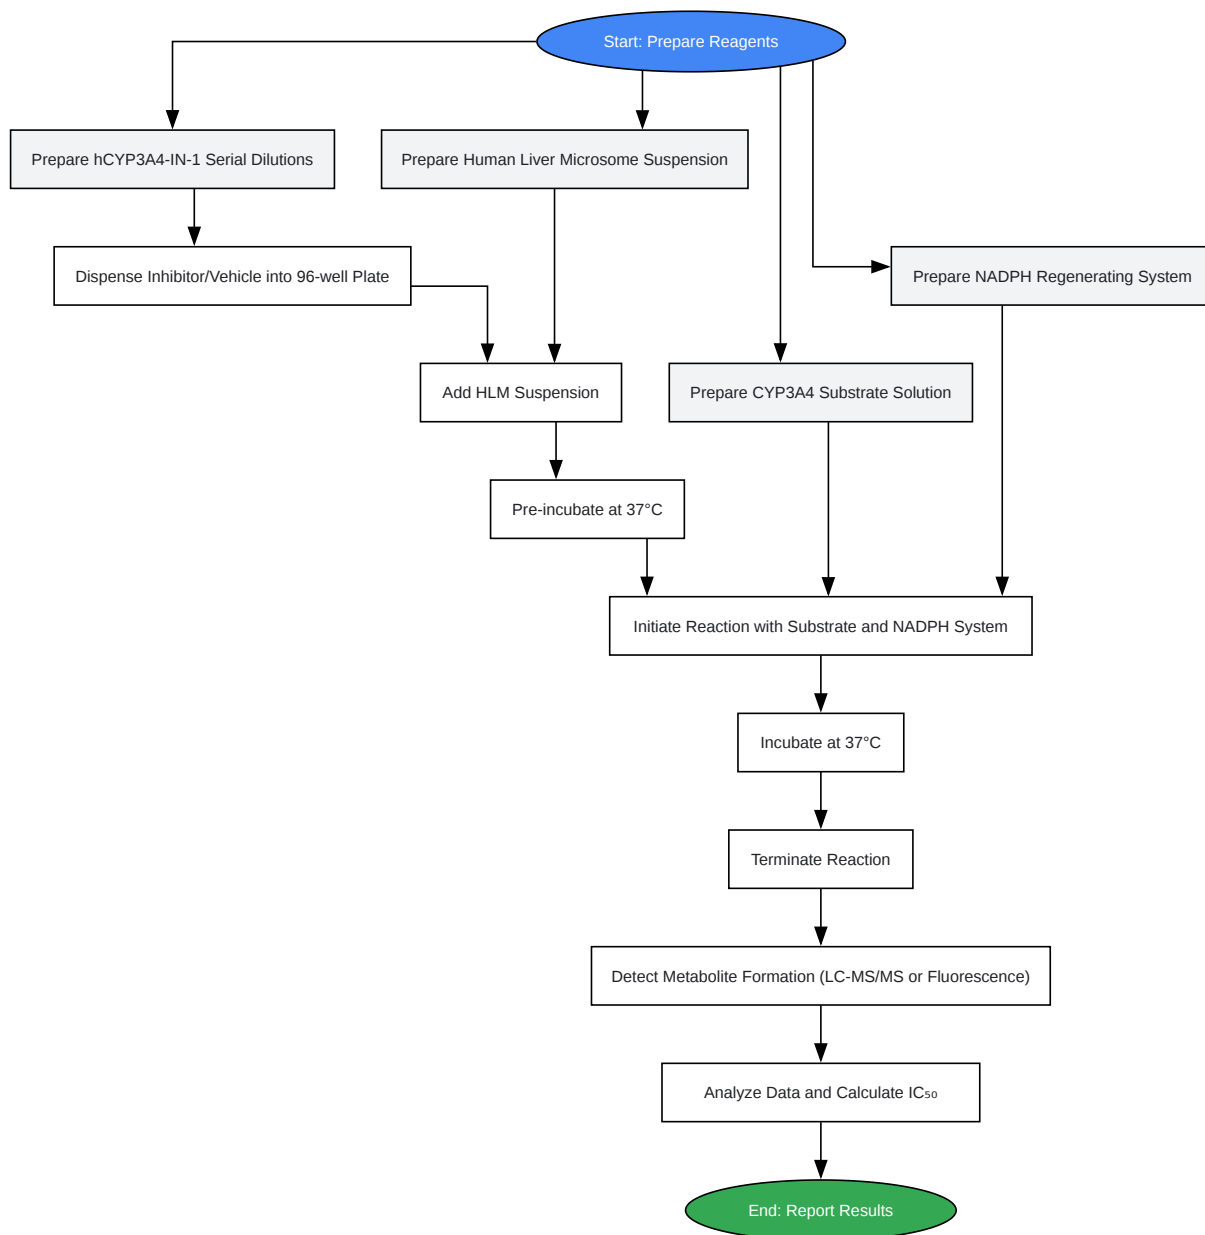 Start: Prepare Reagents
Prepare hCYP3A4-IN-1 Serial Dilutions
Prepare Human Liver Microsome Suspension
Dispense Inhibitor/Vehicle into 96-well Plate
Prepare NADPH Regenerating System
Add HLM Suspension
Prepare CYP3A4 Substrate Solution
Pre-incubate at 37°C
Initiate Reaction with Substrate and NADPH System
Incubate at 37°C
Terminate Reaction
Detect Metabolite Formation (LC-MS/MS or Fluorescence)
Analyze Data and Calculate IC₅₀
End: Report Results